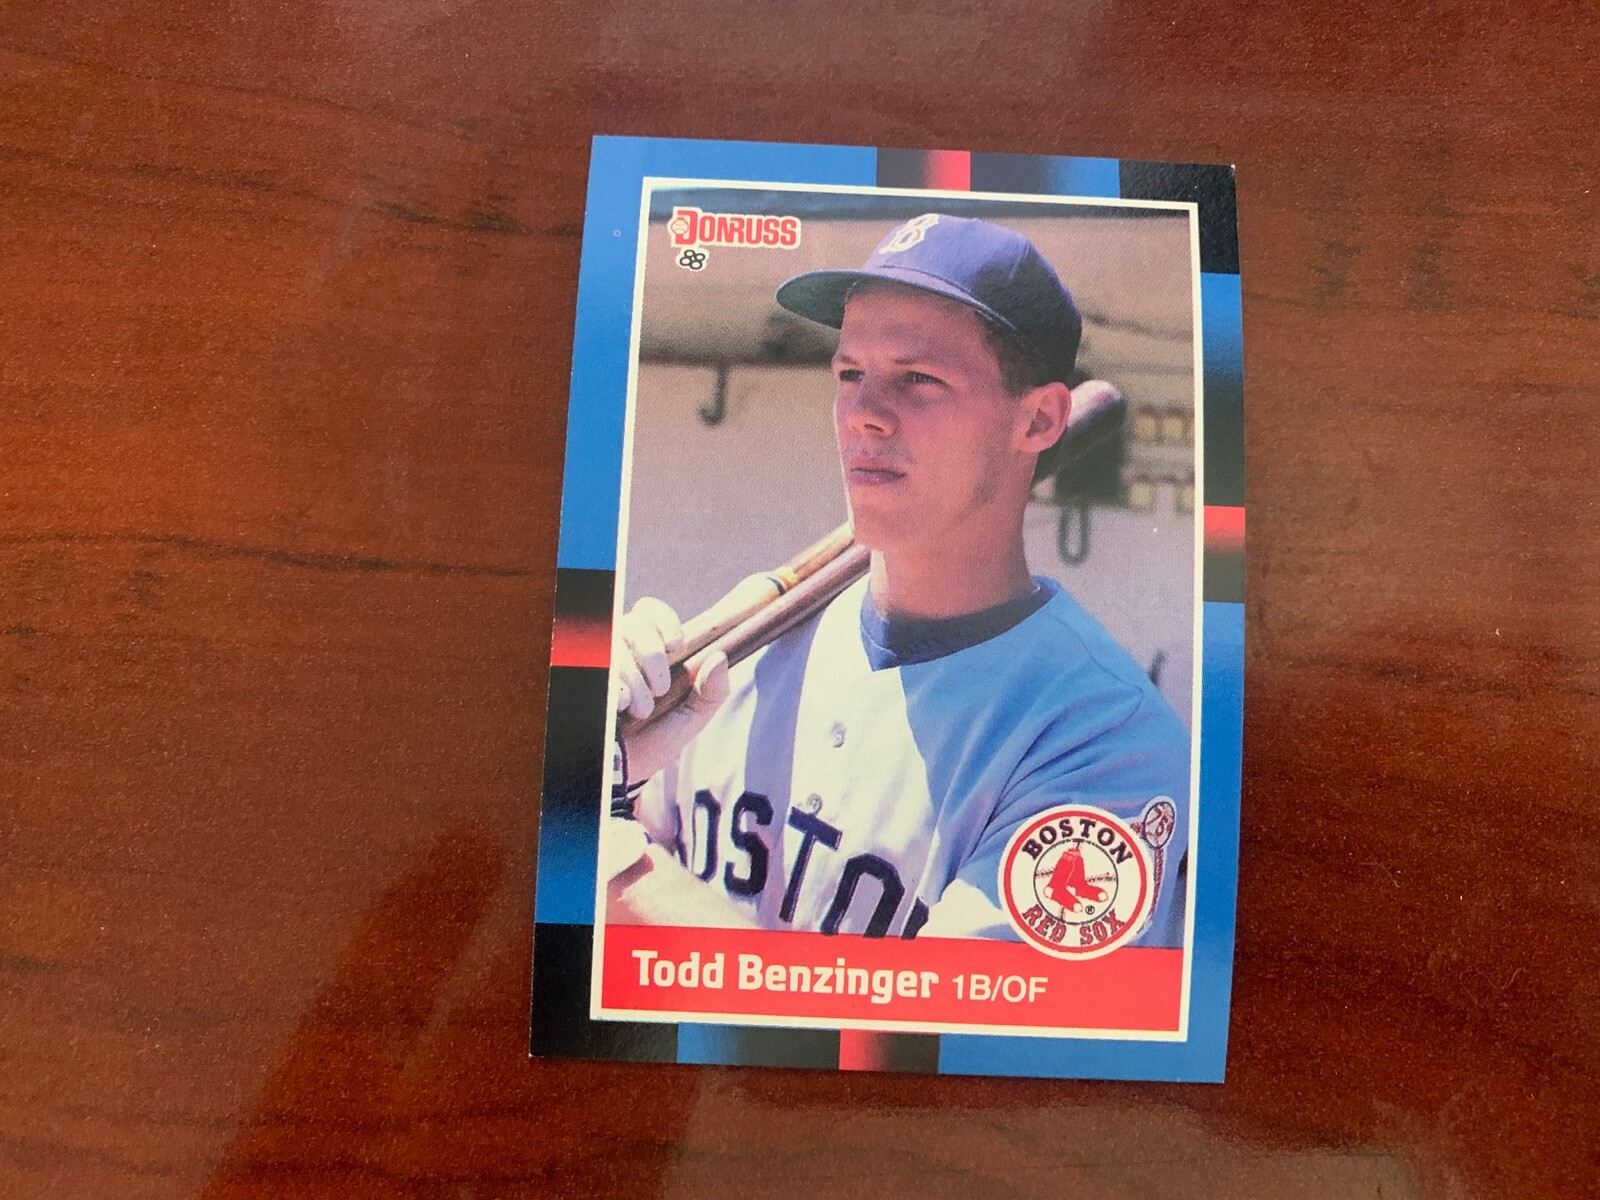 DONRUSS
88
B
BOSTON
75
BOSTON
RED SOX
®
Todd Benzinger 1B/OF